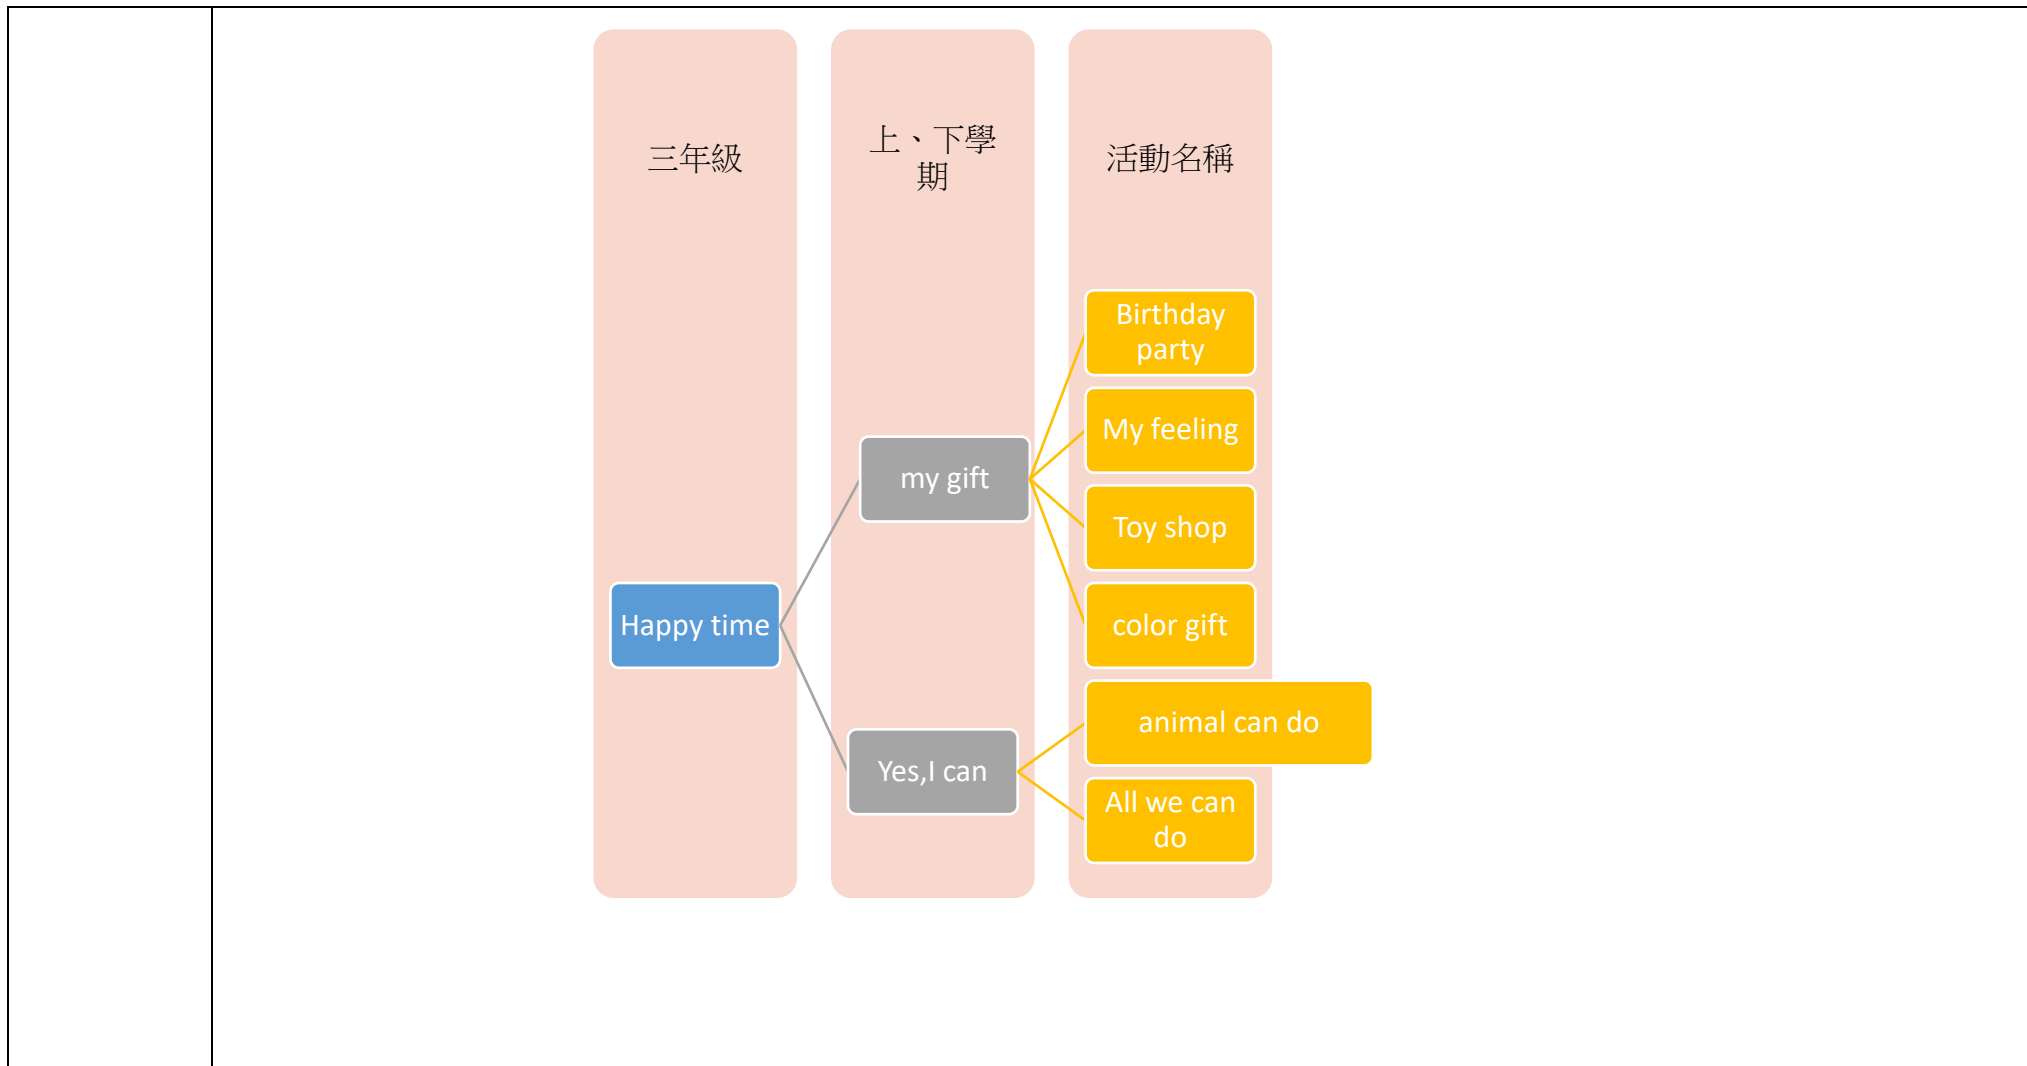 三年級
上、下學
期
活動名稱
Birthday
party
My feeling
my gift
Toy shop
Happy time
color gift
animal can do
Yes,I can
All we can
do